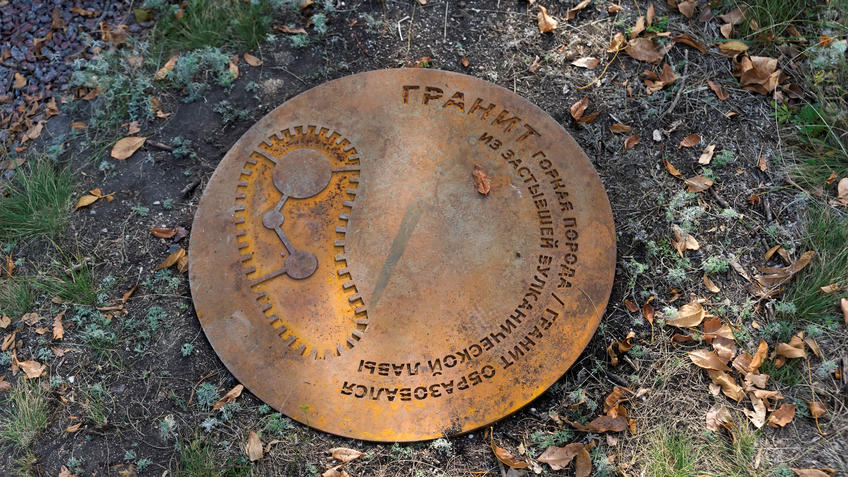 ГРАНИТ ГОРНАЯ ПОРОДА / ГРАНИТ ОБРАЗОВАЛСЯ
ИЗ ЗАСТЫВШЕЙ ВУЛКАНИЧЕСКОЙ ЛАВЫ